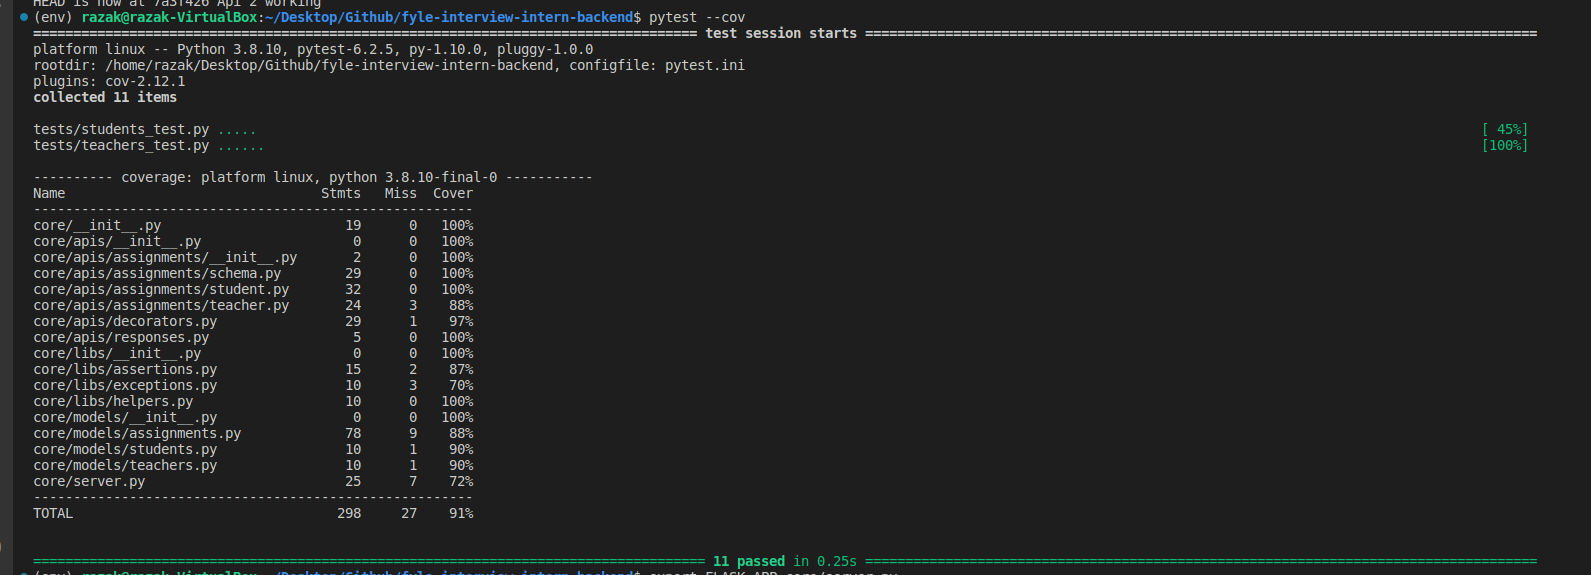 HEAD is now at 7a3f426 Api 2 working
(env) razak@razak-VirtualBox:~/Desktop/Github/fyle-interview-intern-backend$ pytest --cov
============ test session starts ============
platform linux -- Python 3.8.10, pytest-6.2.5, py-1.10.0, pluggy-1.0.0
rootdir: /home/razak/Desktop/Github/fyle-interview-intern-backend, configfile: pytest.ini
plugins: cov-2.12.1
collected 11 items
tests/students_test.py ..... [ 45%]
tests/teachers_test.py ...... [100%]
---------- coverage: platform linux, python 3.8.10-final-0 -----------
Name Stmts Miss Cover
-------------------------------------------------------
core/__init__.py 19 0 100%
core/apis/__init__.py 0 0 100%
core/apis/assignments/__init__.py 2 0 100%
core/apis/assignments/schema.py 29 0 100%
core/apis/assignments/student.py 32 0 100%
core/apis/assignments/teacher.py 24 3 88%
core/apis/decorators.py 29 1 97%
core/apis/responses.py 5 0 100%
core/libs/__init__.py 0 0 100%
core/libs/assertions.py 15 2 87%
core/libs/exceptions.py 10 3 70%
core/libs/helpers.py 10 0 100%
core/models/__init__.py 0 0 100%
core/models/assignments.py 78 9 88%
core/models/students.py 10 1 90%
core/models/teachers.py 10 1 90%
core/server.py 25 7 72%
-------------------------------------------------------
TOTAL 298 27 91%
============ 11 passed in 0.25s ============
(env) razak@razak-VirtualBox:~/Desktop/Github/fyle-interview-intern-backend$ export FLASK_APP=core/server.py